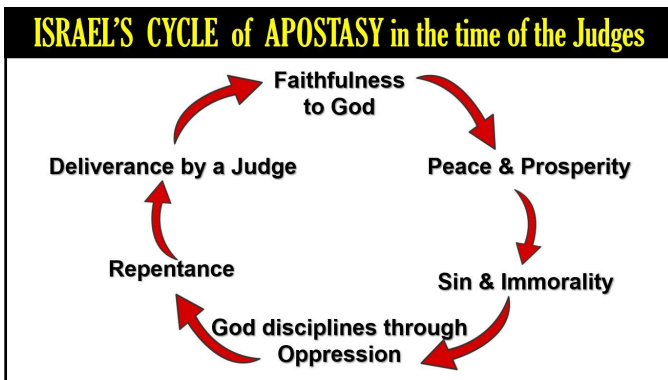 ISRAEL'S CYCLE of APOSTASY in the time of the Judges
Faithfulness
to God
Peace & Prosperity
Sin & Immorality
God disciplines through
Oppression
Repentance
Deliverance by a Judge